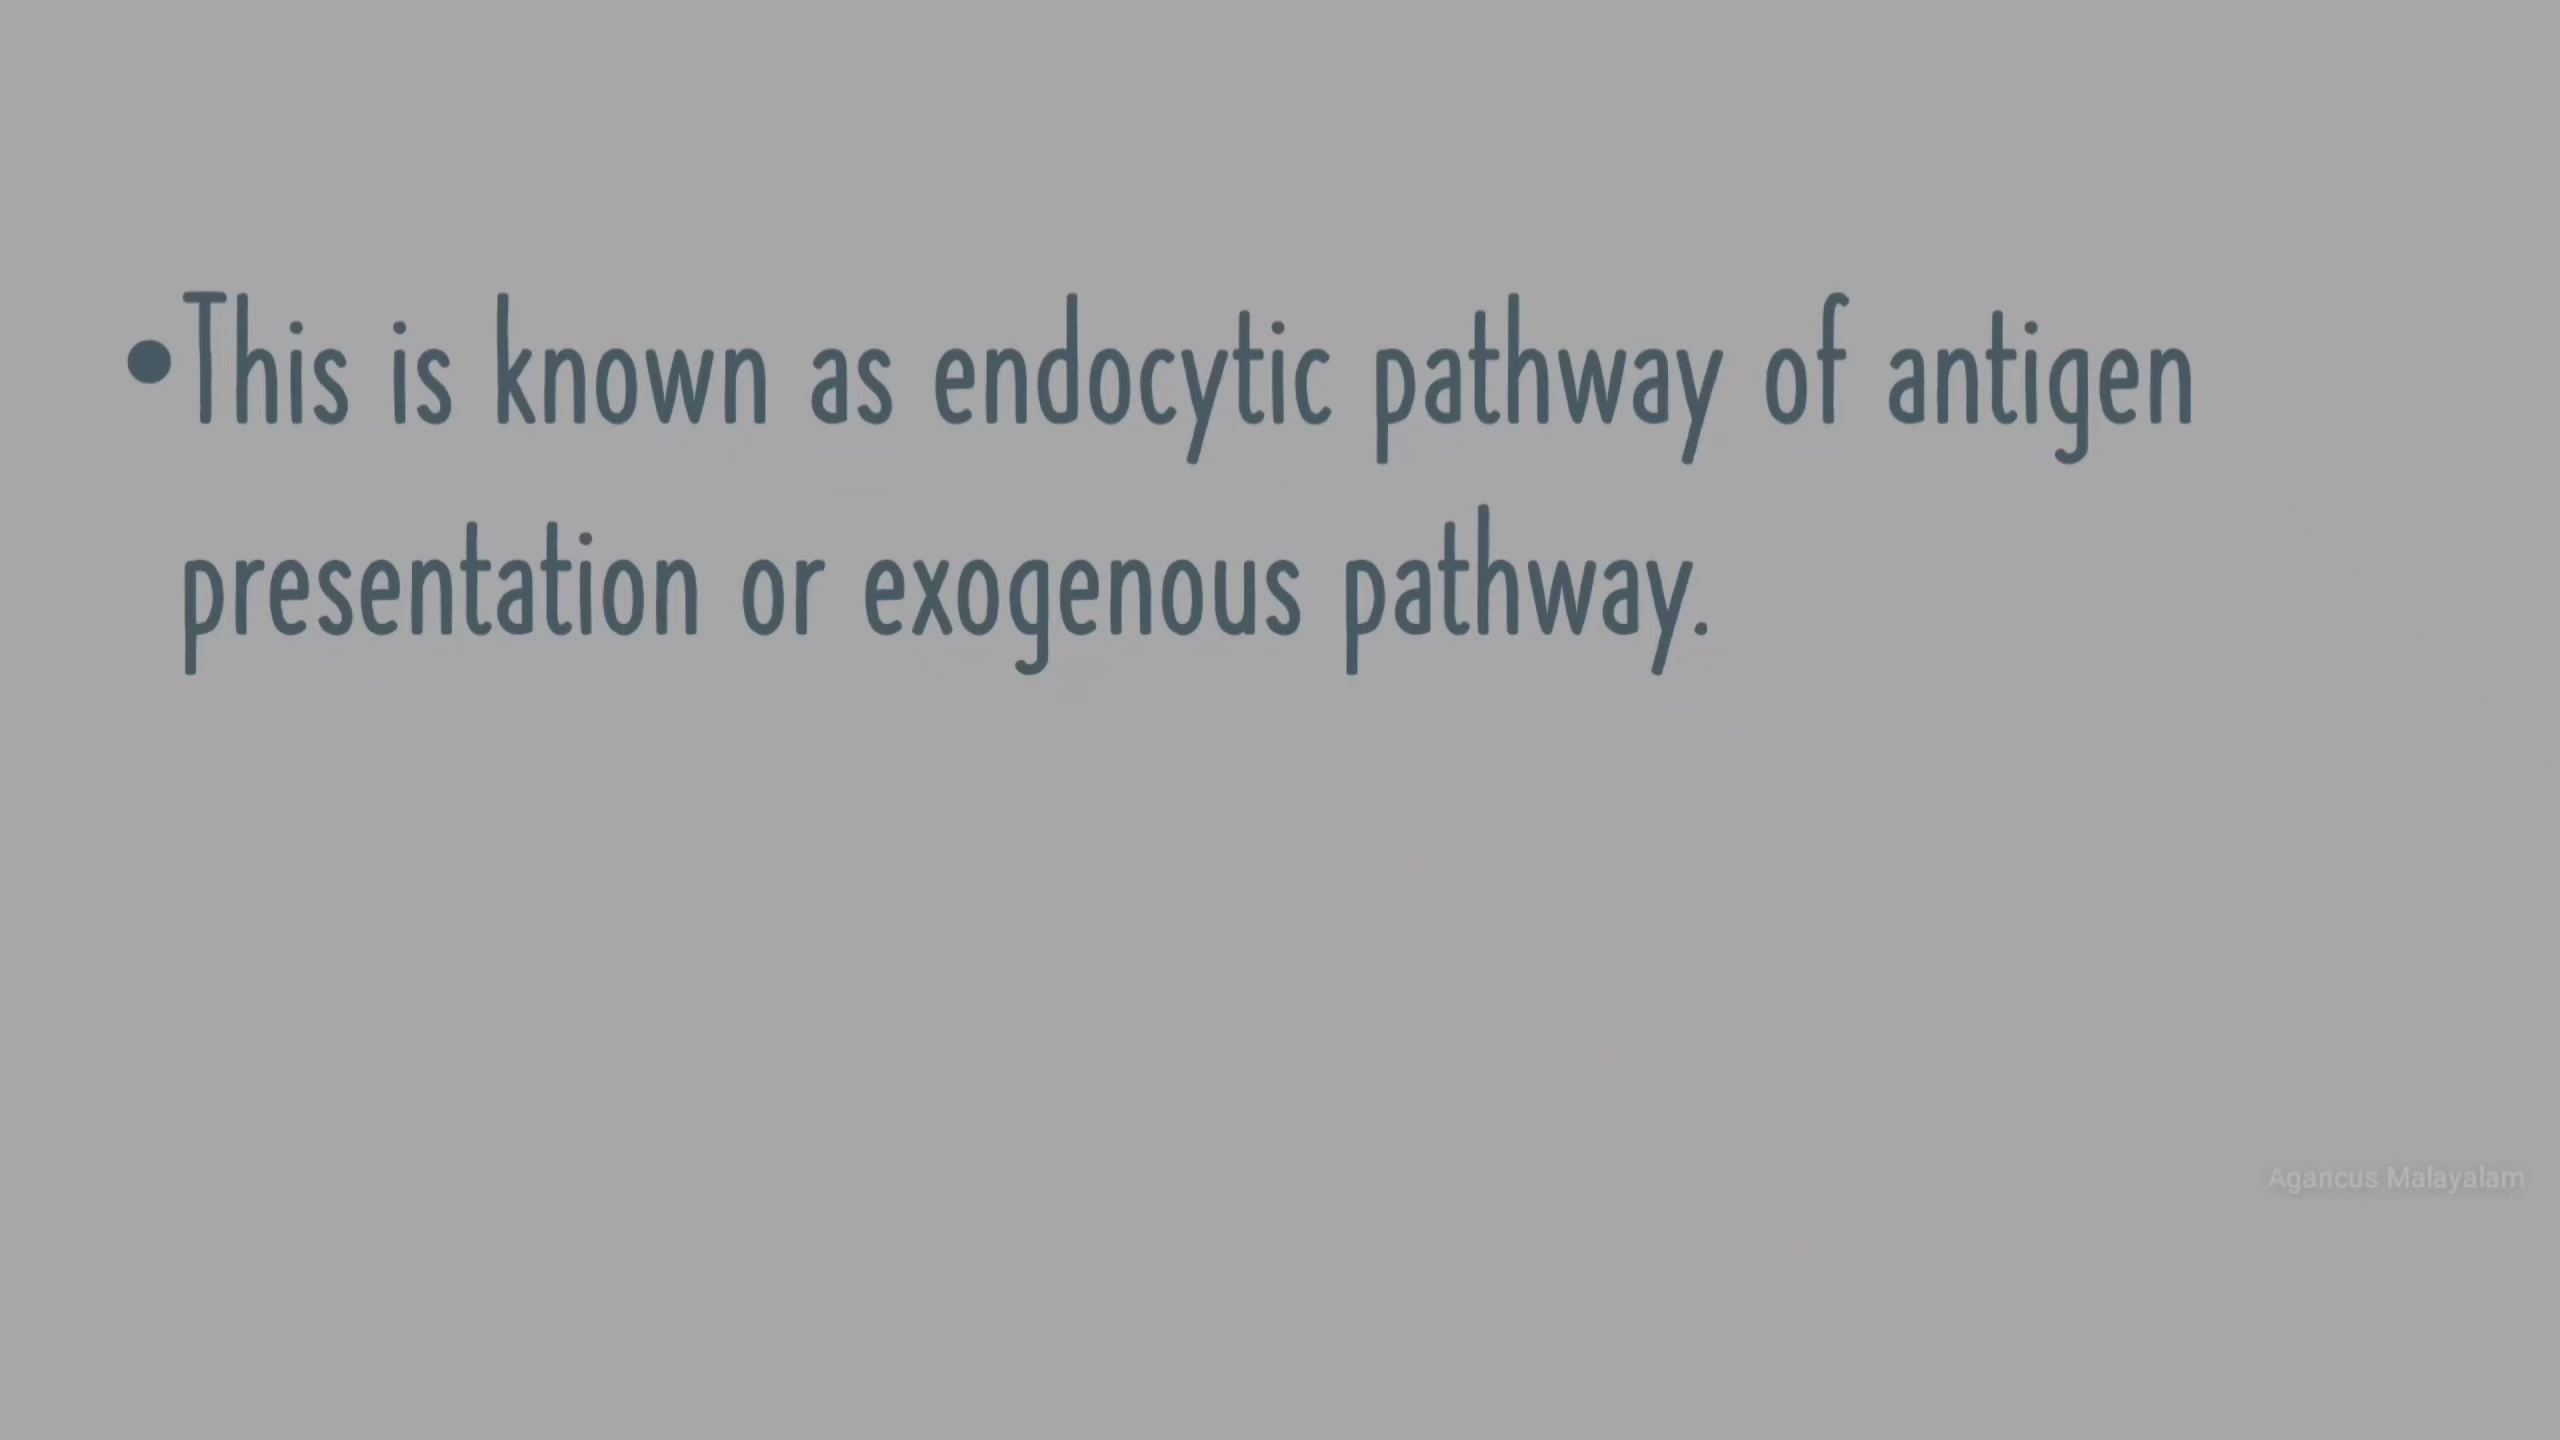 •This is known as endocytic pathway of antigen
presentation or exogenous pathway.
Agaricus Malayalam